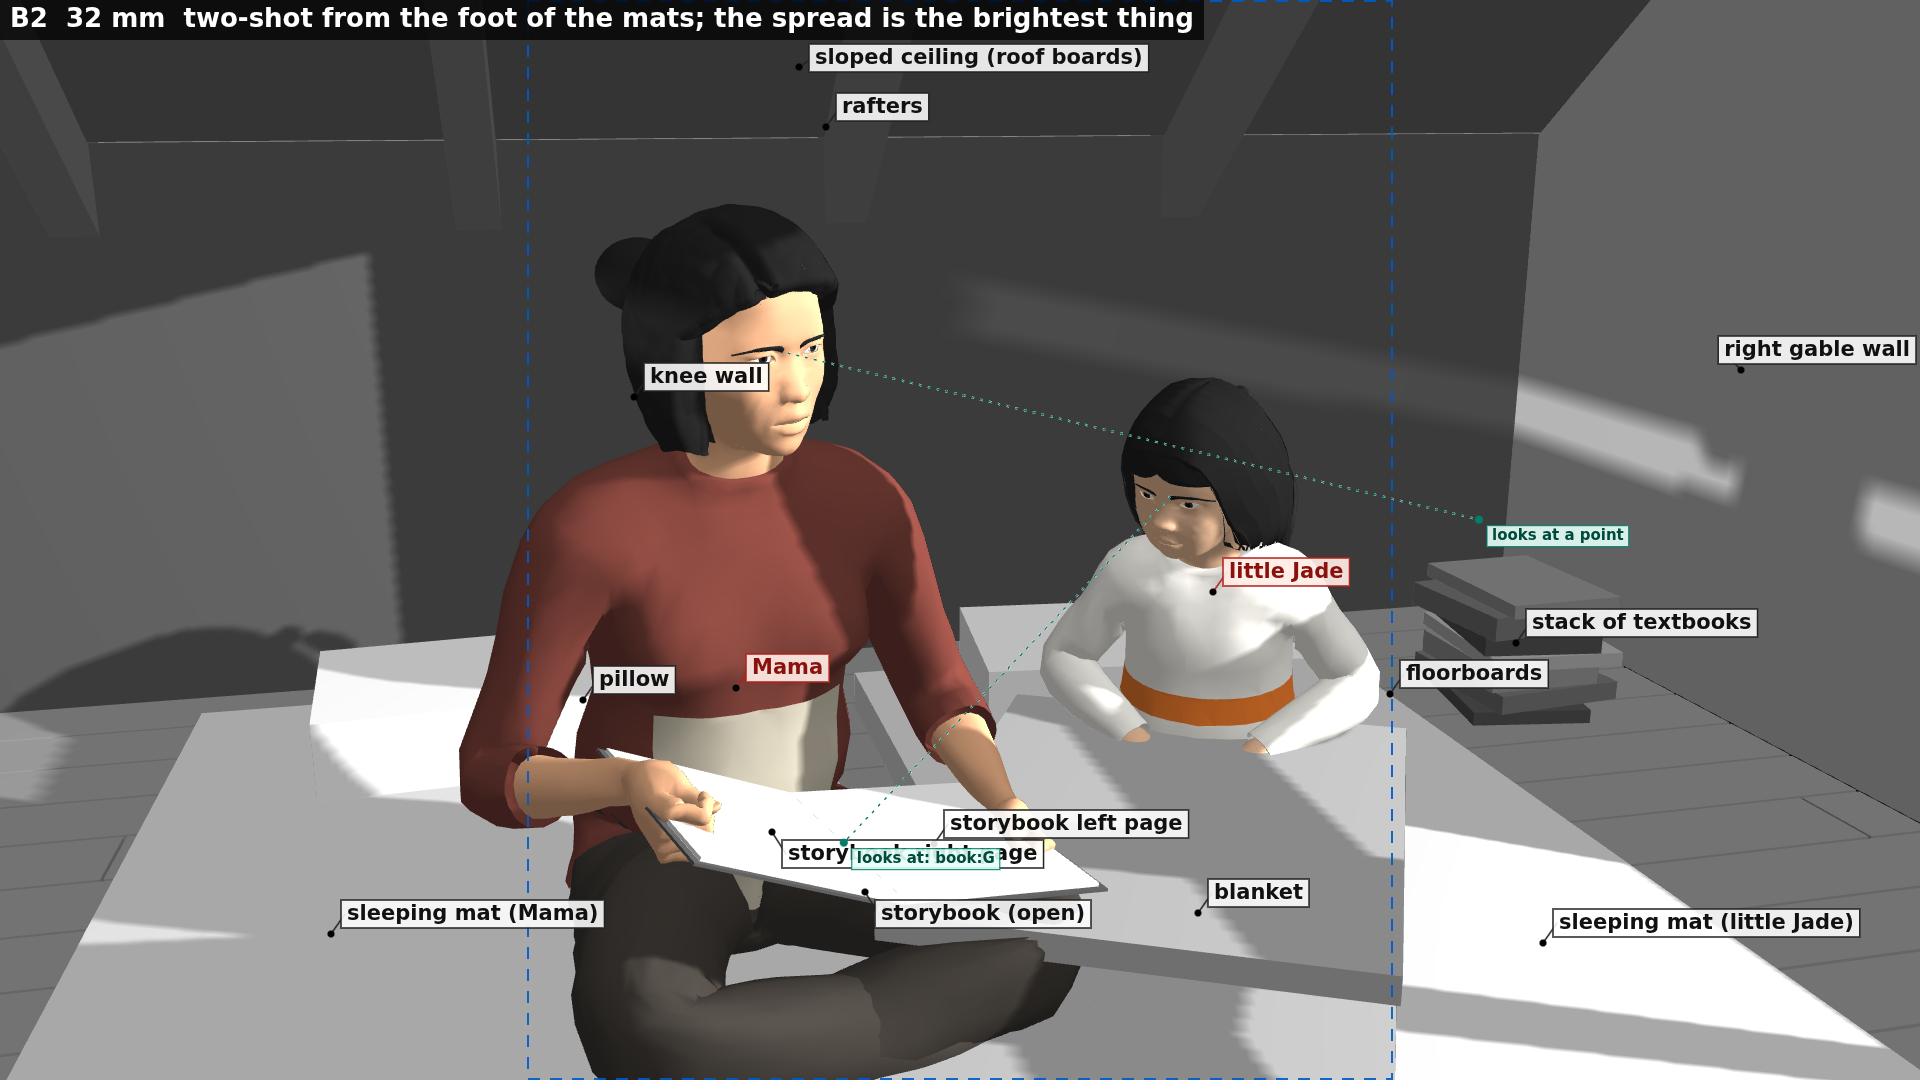 B2 32 mm two-shot from the foot of the mats; the spread is the brightest thing
sloped ceiling (roof boards)
rafters
right gable wall
knee wall
looks at a point
little Jade
stack of textbooks
Mama
pillow
floorboards
storybook left page
looks at: book:G
blanket
sleeping mat (Mama)
storybook (open)
sleeping mat (little Jade)